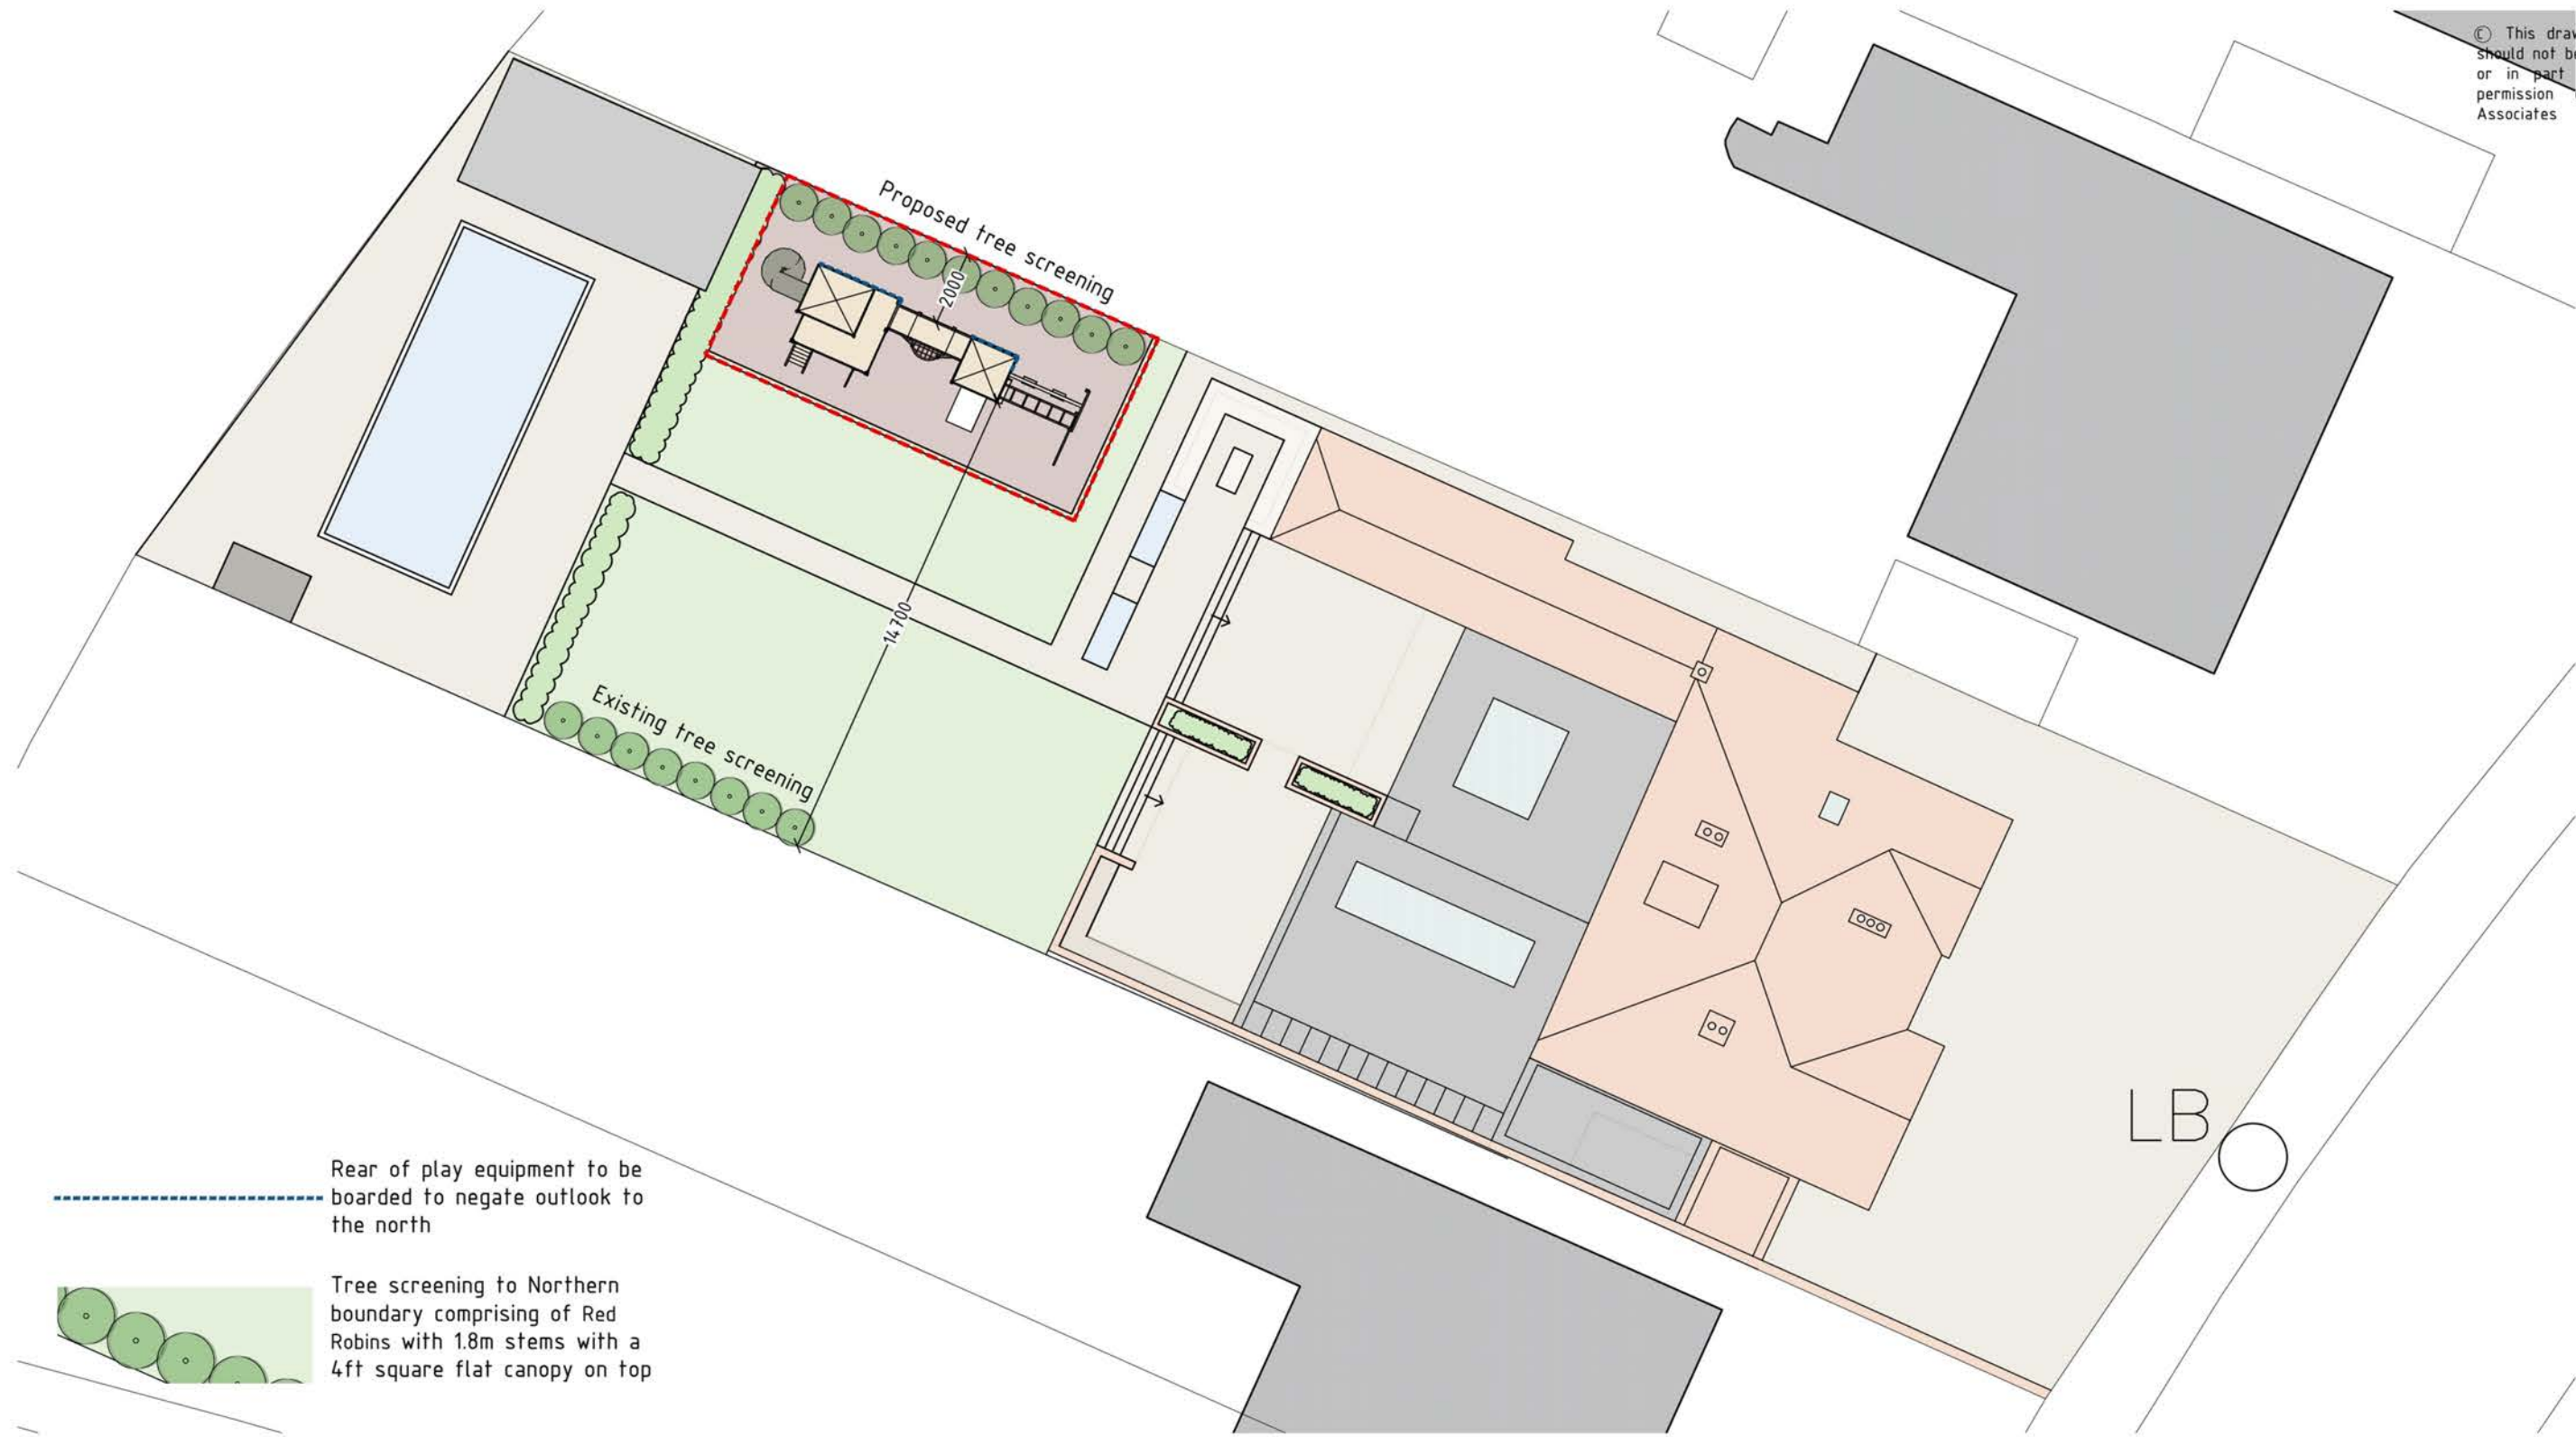 © This draw
should not b
or in part
permission
Associates
Proposed tree screening
2000
14700
Existing tree screening
LB
Rear of play equipment to be
boarded to negate outlook to
the north
Tree screening to Northern
boundary comprising of Red
Robins with 1.8m stems with a
4ft square flat canopy on top